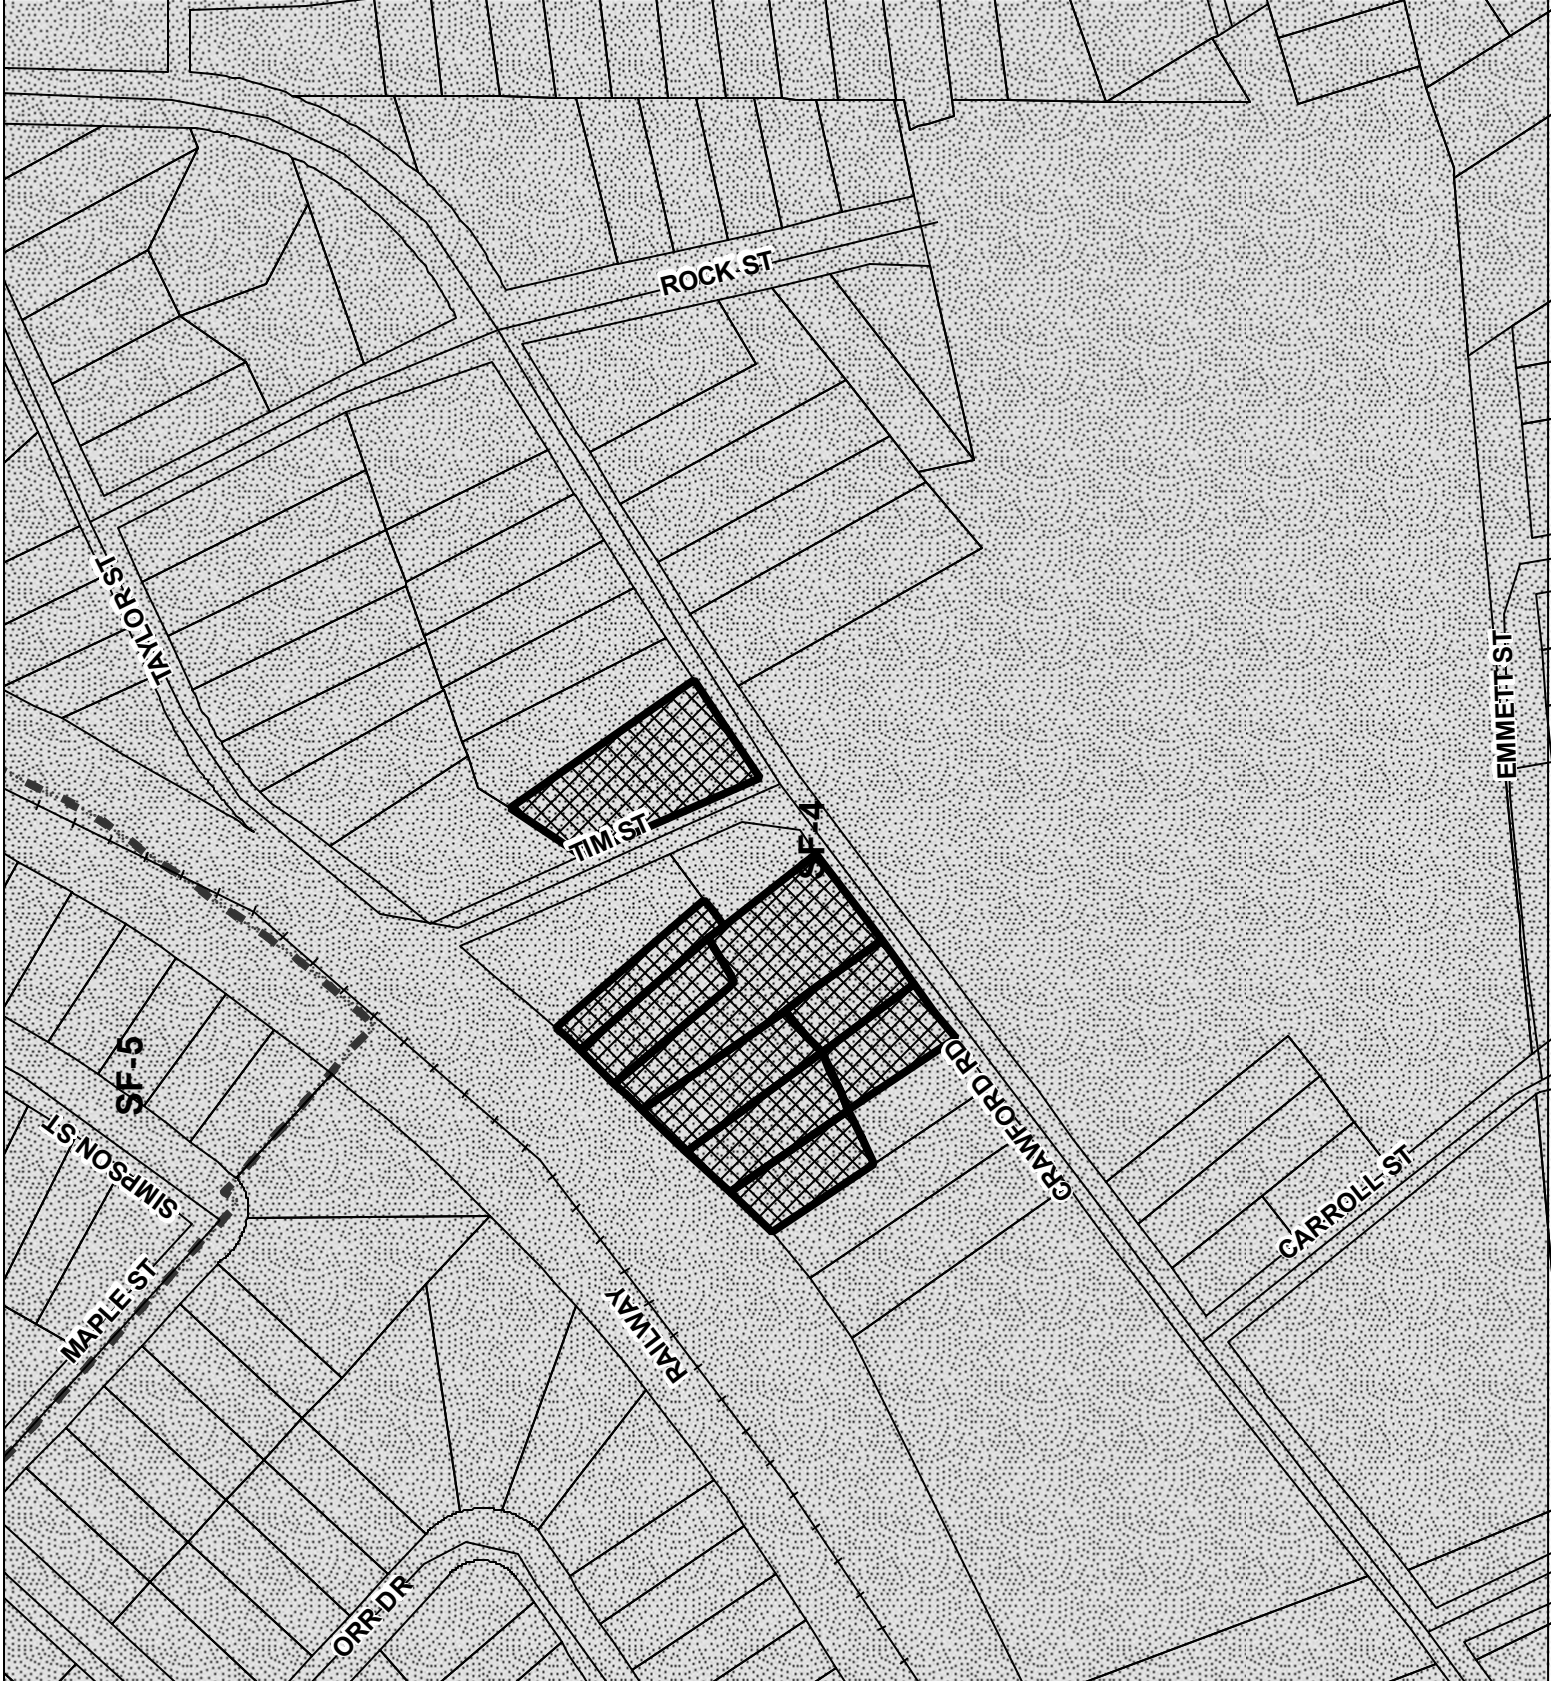 ROCK ST
TAYLOR ST
EMMETT ST
TIM ST
SF-4
SF-5
SIMPSON ST
CRAWFORD RD
CARROLL ST
MAPLE ST
RAILWAY
ORR DR